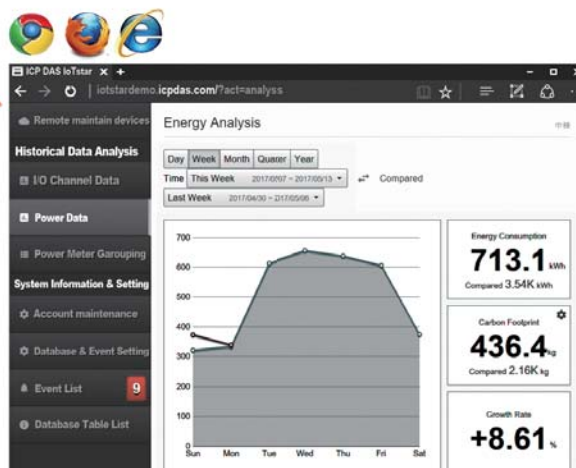 ICP DAS IoTstar
iotstardemo.icpdas.com/?act=analyss
Remote maintain devices
Historical Data Analysis
I/O Channel Data
Power Data
Power Meter Garouping
System Information & Setting
Account maintenance
Database & Event Setting
Event List 9
Database Table List
Energy Analysis
Day Week Month Quarer Year
Time This Week 2017/0?/07 ~ 2017/05/13 Compared
Last Week 2017/04/30 ~ 2017/05/06
700
600
500
400
300
200
100
0
Sun Mon Tue Wed Thu Fri Sat
Energy Consumption
713.1 kWh
Compared 3.54K kWh
Carbon Footprint
436.4 kg
Compared 2.16K kg
Growth Rate
+8.61 %